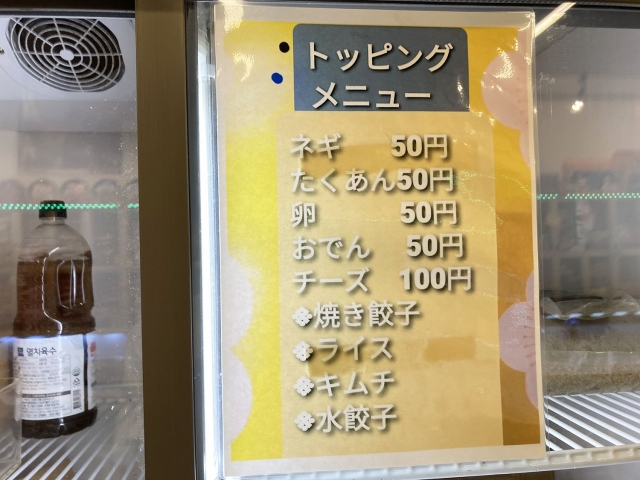 トッピング
メニュー
ネギ 50円
たくあん50円
卵 50円
おでん 50円
チーズ 100円
❖焼き餃子
❖ライス
❖キムチ
❖水餃子
멸치육수